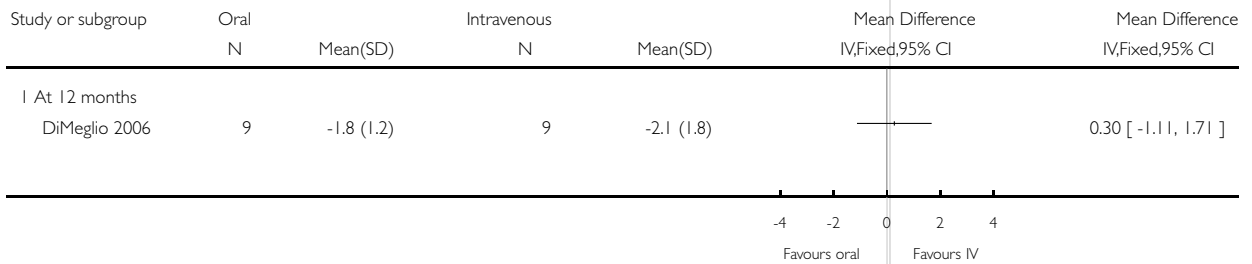 Study or subgroup Oral Intravenous Mean Difference Mean Difference
N Mean(SD) N Mean(SD) IV,Fixed,95% CI IV,Fixed,95% CI
1 At 12 months
DiMeglio 2006 9 -1.8 (1.2) 9 -2.1 (1.8) 0.30 [ -1.11, 1.71 ]
-4 -2 0 2 4
Favours oral Favours IV